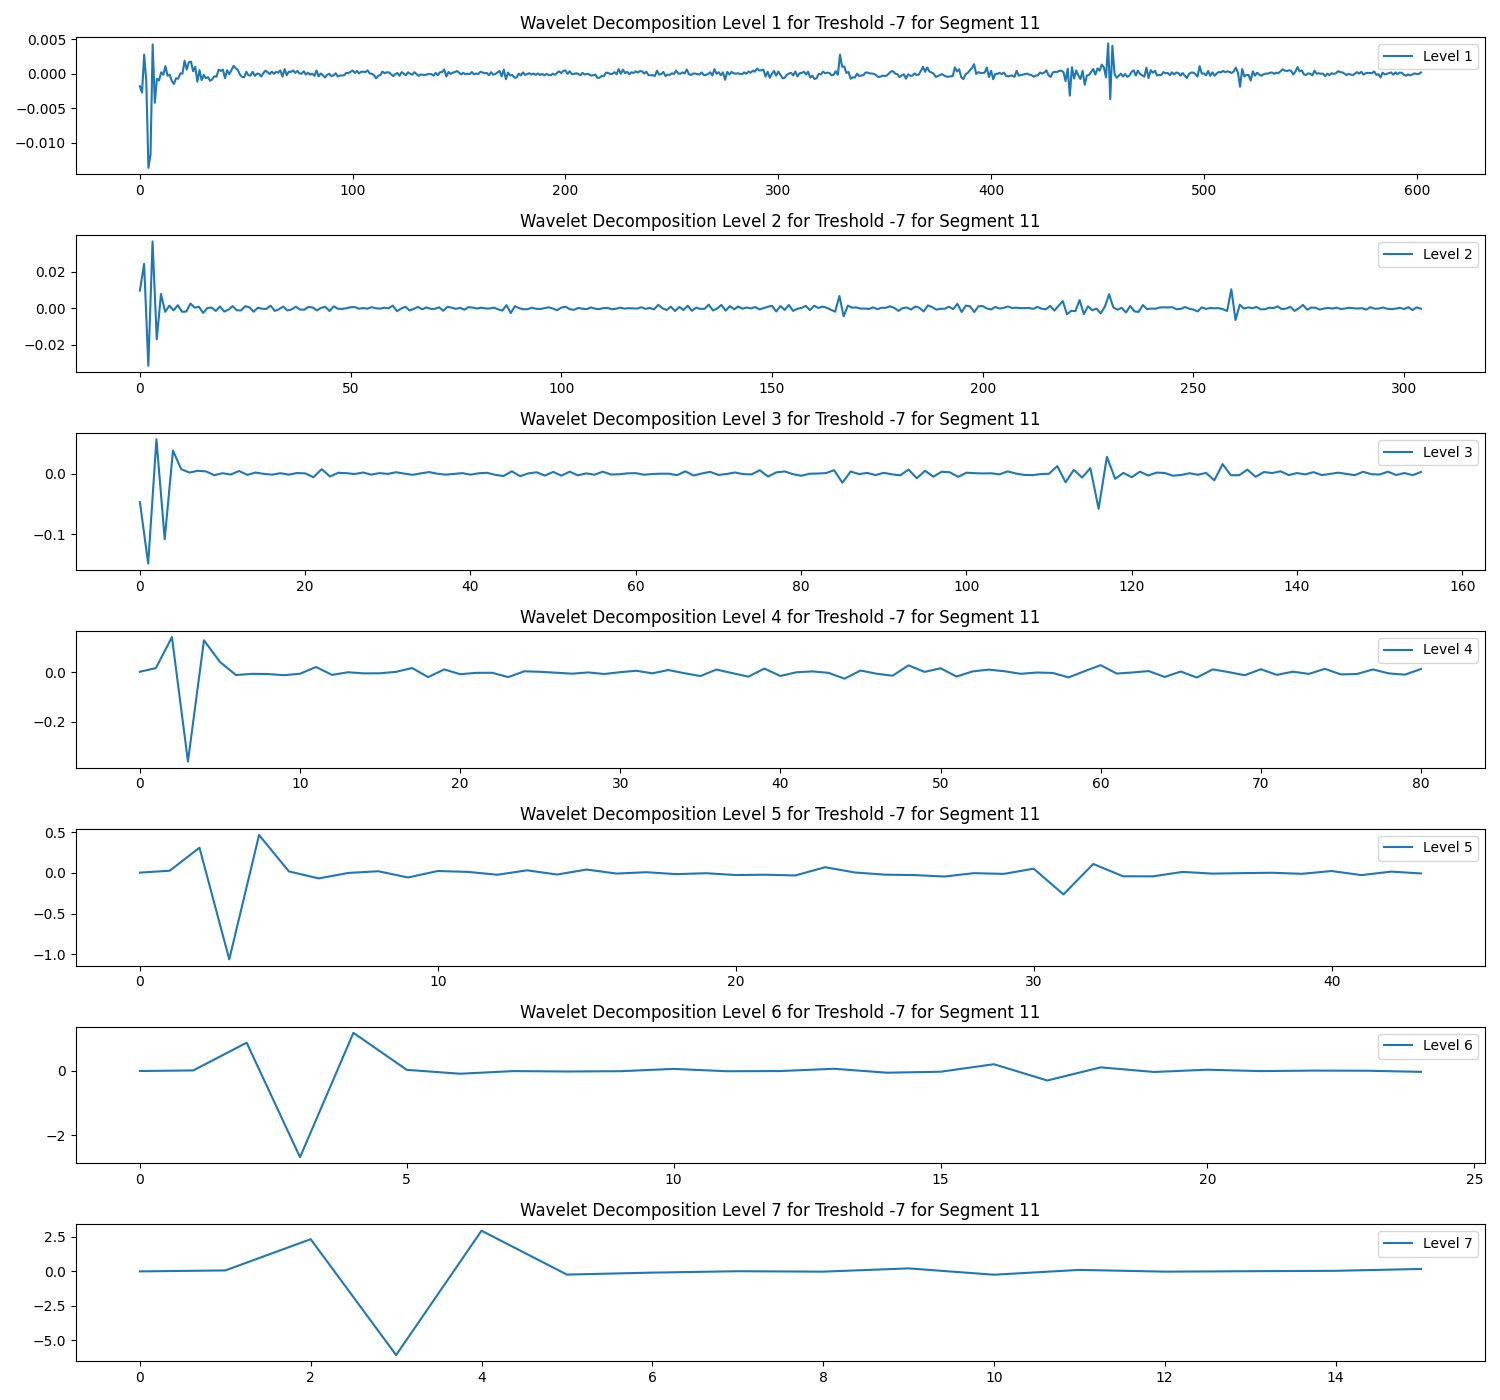 Wavelet Decomposition Level 1 for Treshold -7 for Segment 11
0.005
0.000
−0.005
−0.010
Level 1
0 100 200 300 400 500 600
Wavelet Decomposition Level 2 for Treshold -7 for Segment 11
0.02
0.00
−0.02
Level 2
0 50 100 150 200 250 300
Wavelet Decomposition Level 3 for Treshold -7 for Segment 11
0.0
−0.1
Level 3
0 20 40 60 80 100 120 140 160
Wavelet Decomposition Level 4 for Treshold -7 for Segment 11
0.0
−0.2
Level 4
0 10 20 30 40 50 60 70 80
Wavelet Decomposition Level 5 for Treshold -7 for Segment 11
0.5
0.0
−0.5
−1.0
Level 5
0 10 20 30 40
Wavelet Decomposition Level 6 for Treshold -7 for Segment 11
0
−2
Level 6
0 5 10 15 20 25
Wavelet Decomposition Level 7 for Treshold -7 for Segment 11
2.5
0.0
−2.5
−5.0
Level 7
0 2 4 6 8 10 12 14